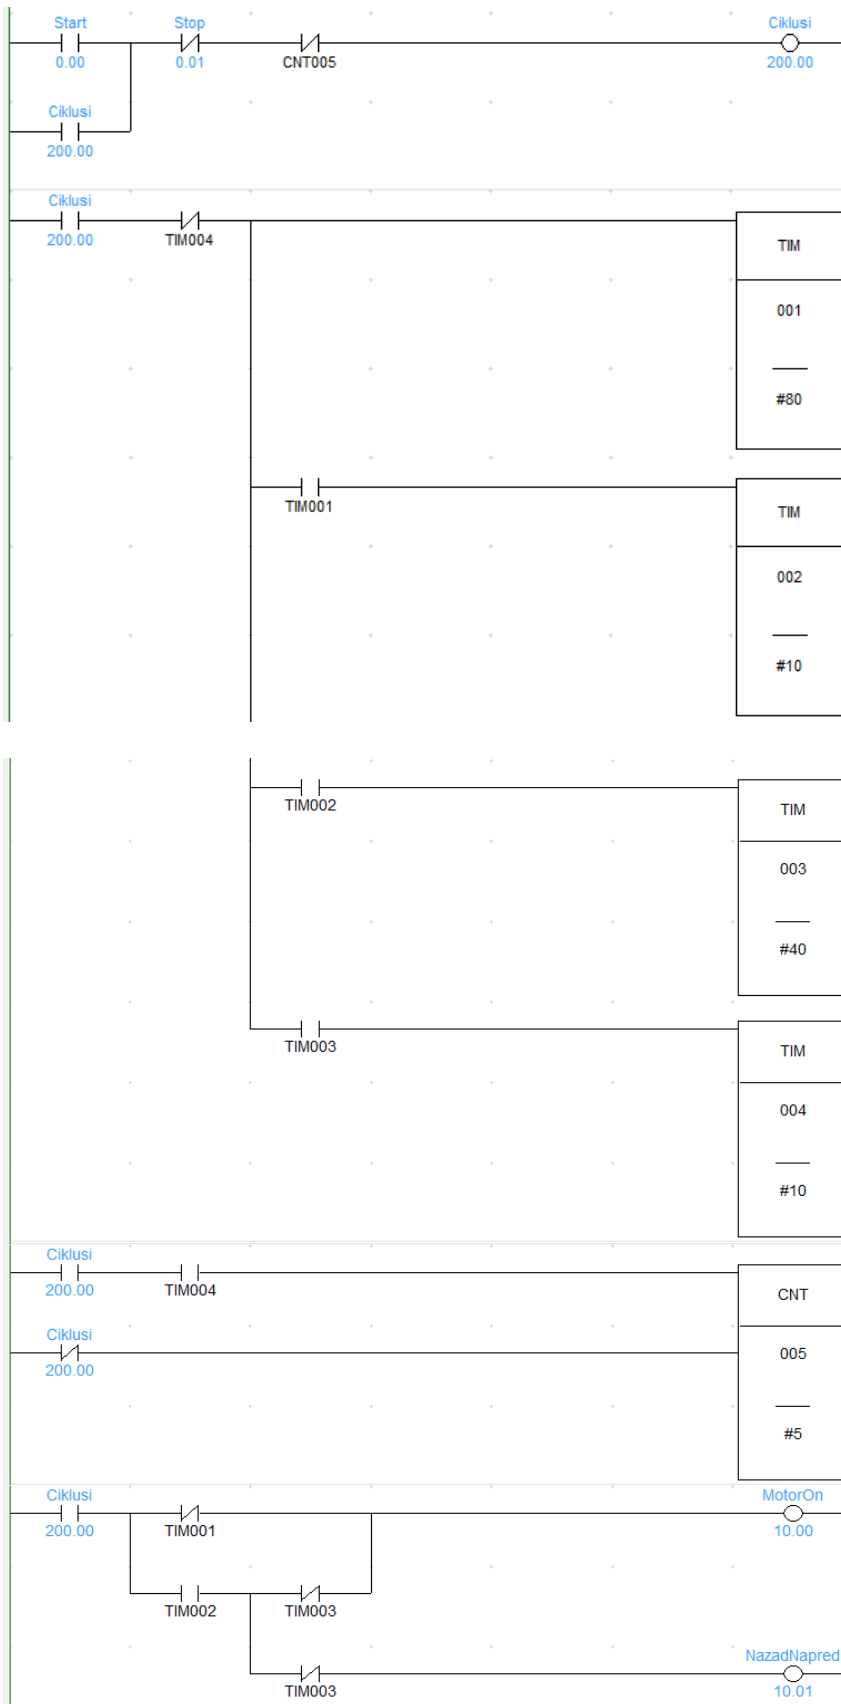 Start
Stop
Ciklusi
0.00
0.01
CNT005
200.00
Ciklusi
200.00
Ciklusi
200.00
TIM004
TIM
001
#80
TIM001
TIM
002
#10
TIM002
TIM
003
#40
TIM003
TIM
004
#10
Ciklusi
200.00
TIM004
CNT
Ciklusi
200.00
005
#5
Ciklusi
MotorOn
200.00
TIM001
10.00
TIM002
TIM003
NazadNapred
TIM003
10.01